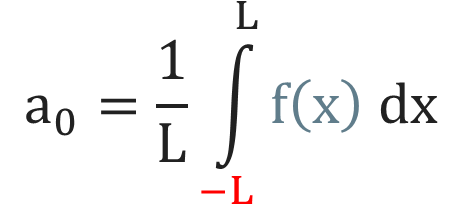 a₀ = 1/L ∫_{-L}^{L} f(x) dx